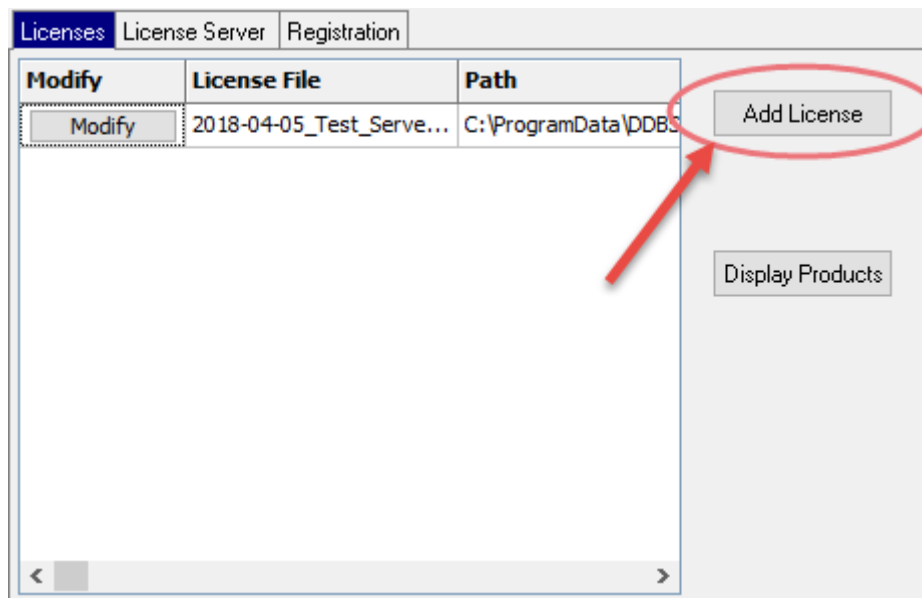 Licenses License Server Registration
Modify License File Path
Modify 2018-04-05_Test_Serve... C:\ProgramData\DDBS
Add License
Display Products